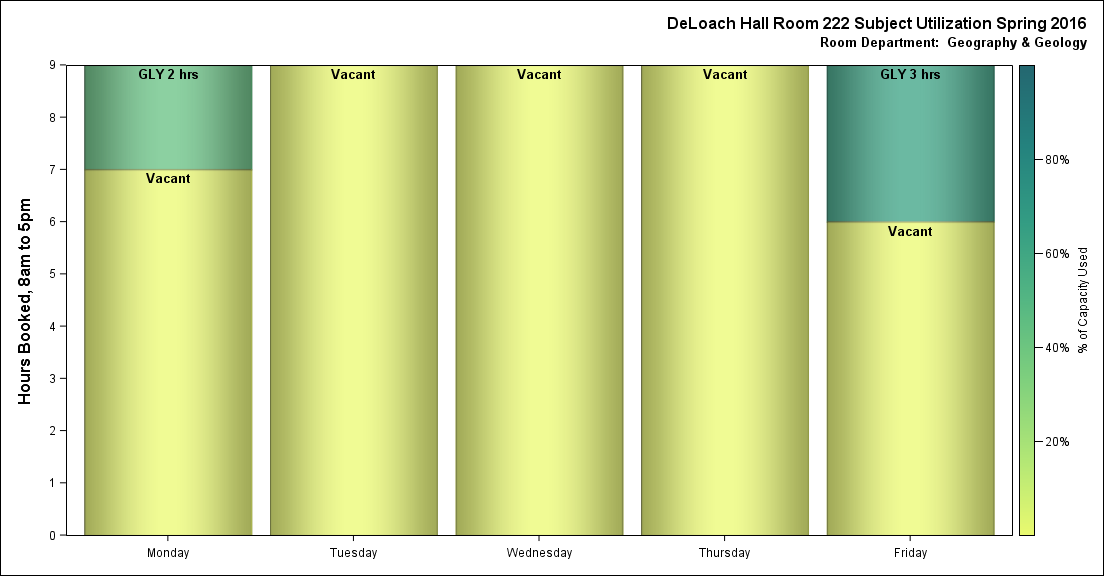 DeLoach Hall Room 222 Subject Utilization Spring 2016
Room Department: Geography & Geology
Hours Booked, 8am to 5pm
9
8
7
6
5
4
3
2
1
0
GLY 2 hrs
Vacant
Vacant
Vacant
Vacant
GLY 3 hrs
Vacant
Monday
Tuesday
Wednesday
Thursday
Friday
80%
60%
40%
20%
% of Capacity Used